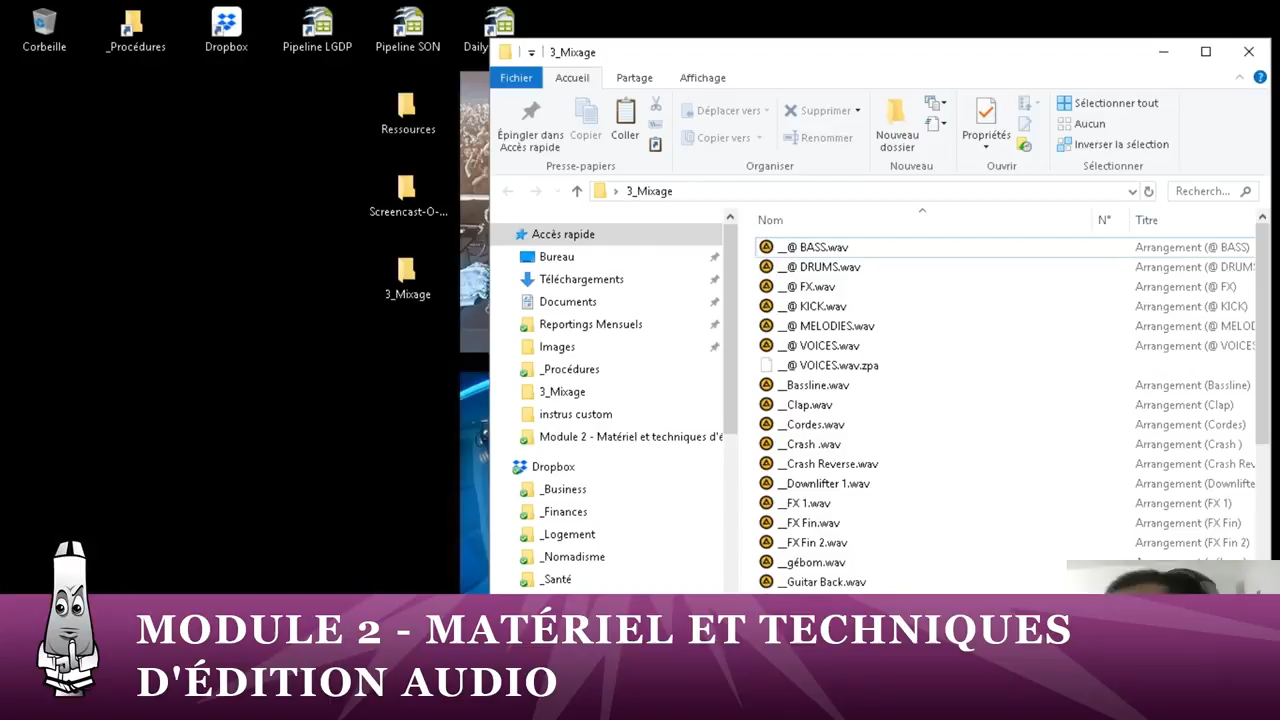 Corbeille
_Procédures
Dropbox
Pipeline LGDP
Pipeline SON
Daily
Ressources
Screencast-O-...
3_Mixage
3_Mixage
Fichier
Accueil
Partage
Affichage
Épingler dans
Accès rapide
Copier
Coller
Presse-papiers
Déplacer vers
Copier vers
Supprimer
Renommer
Organiser
Nouveau
dossier
Nouveau
Propriétés
Ouvrir
Sélectionner tout
Aucun
Inverser la sélection
Sélectionner
3_Mixage
Recherch...
Accès rapide
Bureau
Téléchargements
Documents
Reportings Mensuels
Images
_Procédures
3_Mixage
instrus custom
Module 2 - Matériel et techniques d'é
Dropbox
_Business
_Finances
_Logement
_Nomadisme
_Santé
Nom N° Titre
__@ BASS.wav Arrangement (@ BASS)
__@ DRUMS.wav Arrangement (@ DRUM
__@ FX.wav Arrangement (@ FX)
__@ KICK.wav Arrangement (@ KICK)
__@ MELODIES.wav Arrangement (@ MELO
__@ VOICES.wav Arrangement (@ VOICES
__@ VOICES.wav.zpa
__Bassline.wav Arrangement (Bassline)
__Clap.wav Arrangement (Clap)
__Cordes.wav Arrangement (Cordes)
__Crash .wav Arrangement (Crash )
__Crash Reverse.wav Arrangement (Crash Rev
__Downlifter 1.wav Arrangement (Downlifte
__FX 1.wav Arrangement (FX 1)
__FX Fin.wav Arrangement (FX Fin)
__FX Fin 2.wav Arrangement (FX Fin 2)
__gébom.wav
__Guitar Back.wav
MODULE 2 - MATÉRIEL ET TECHNIQUES
D'ÉDITION AUDIO